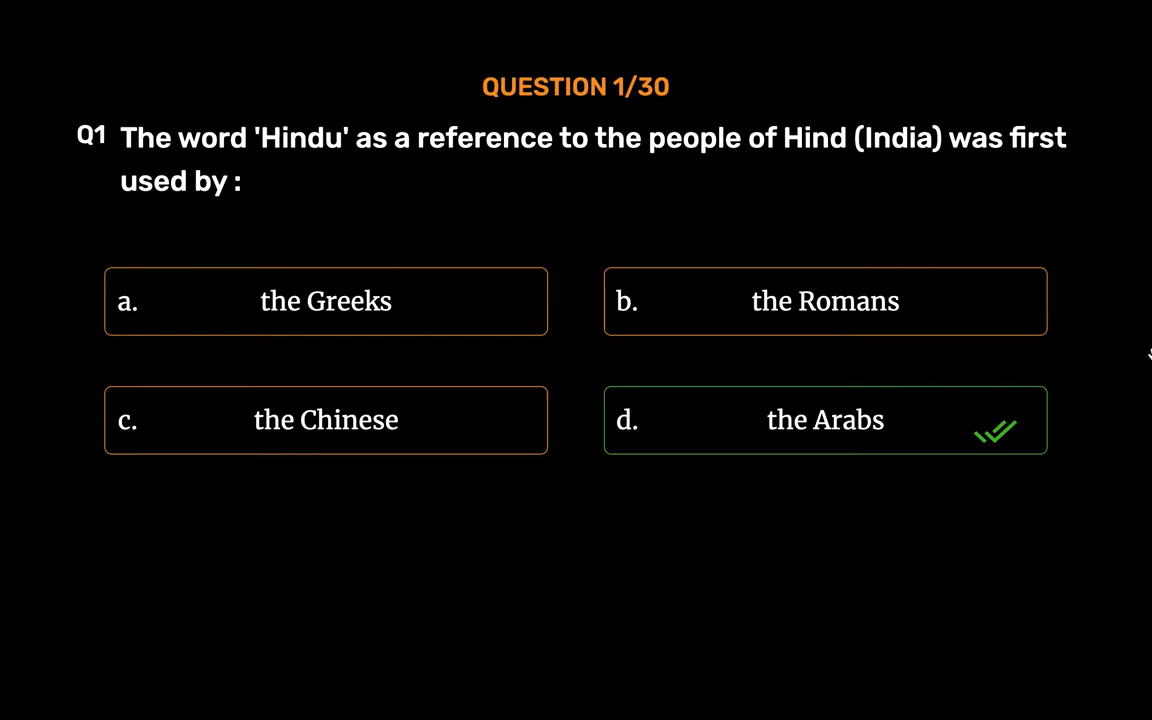 QUESTION 1/30
Q1 The word 'Hindu' as a reference to the people of Hind (India) was first
used by :
a. the Greeks
b. the Romans
c. the Chinese
d. the Arabs